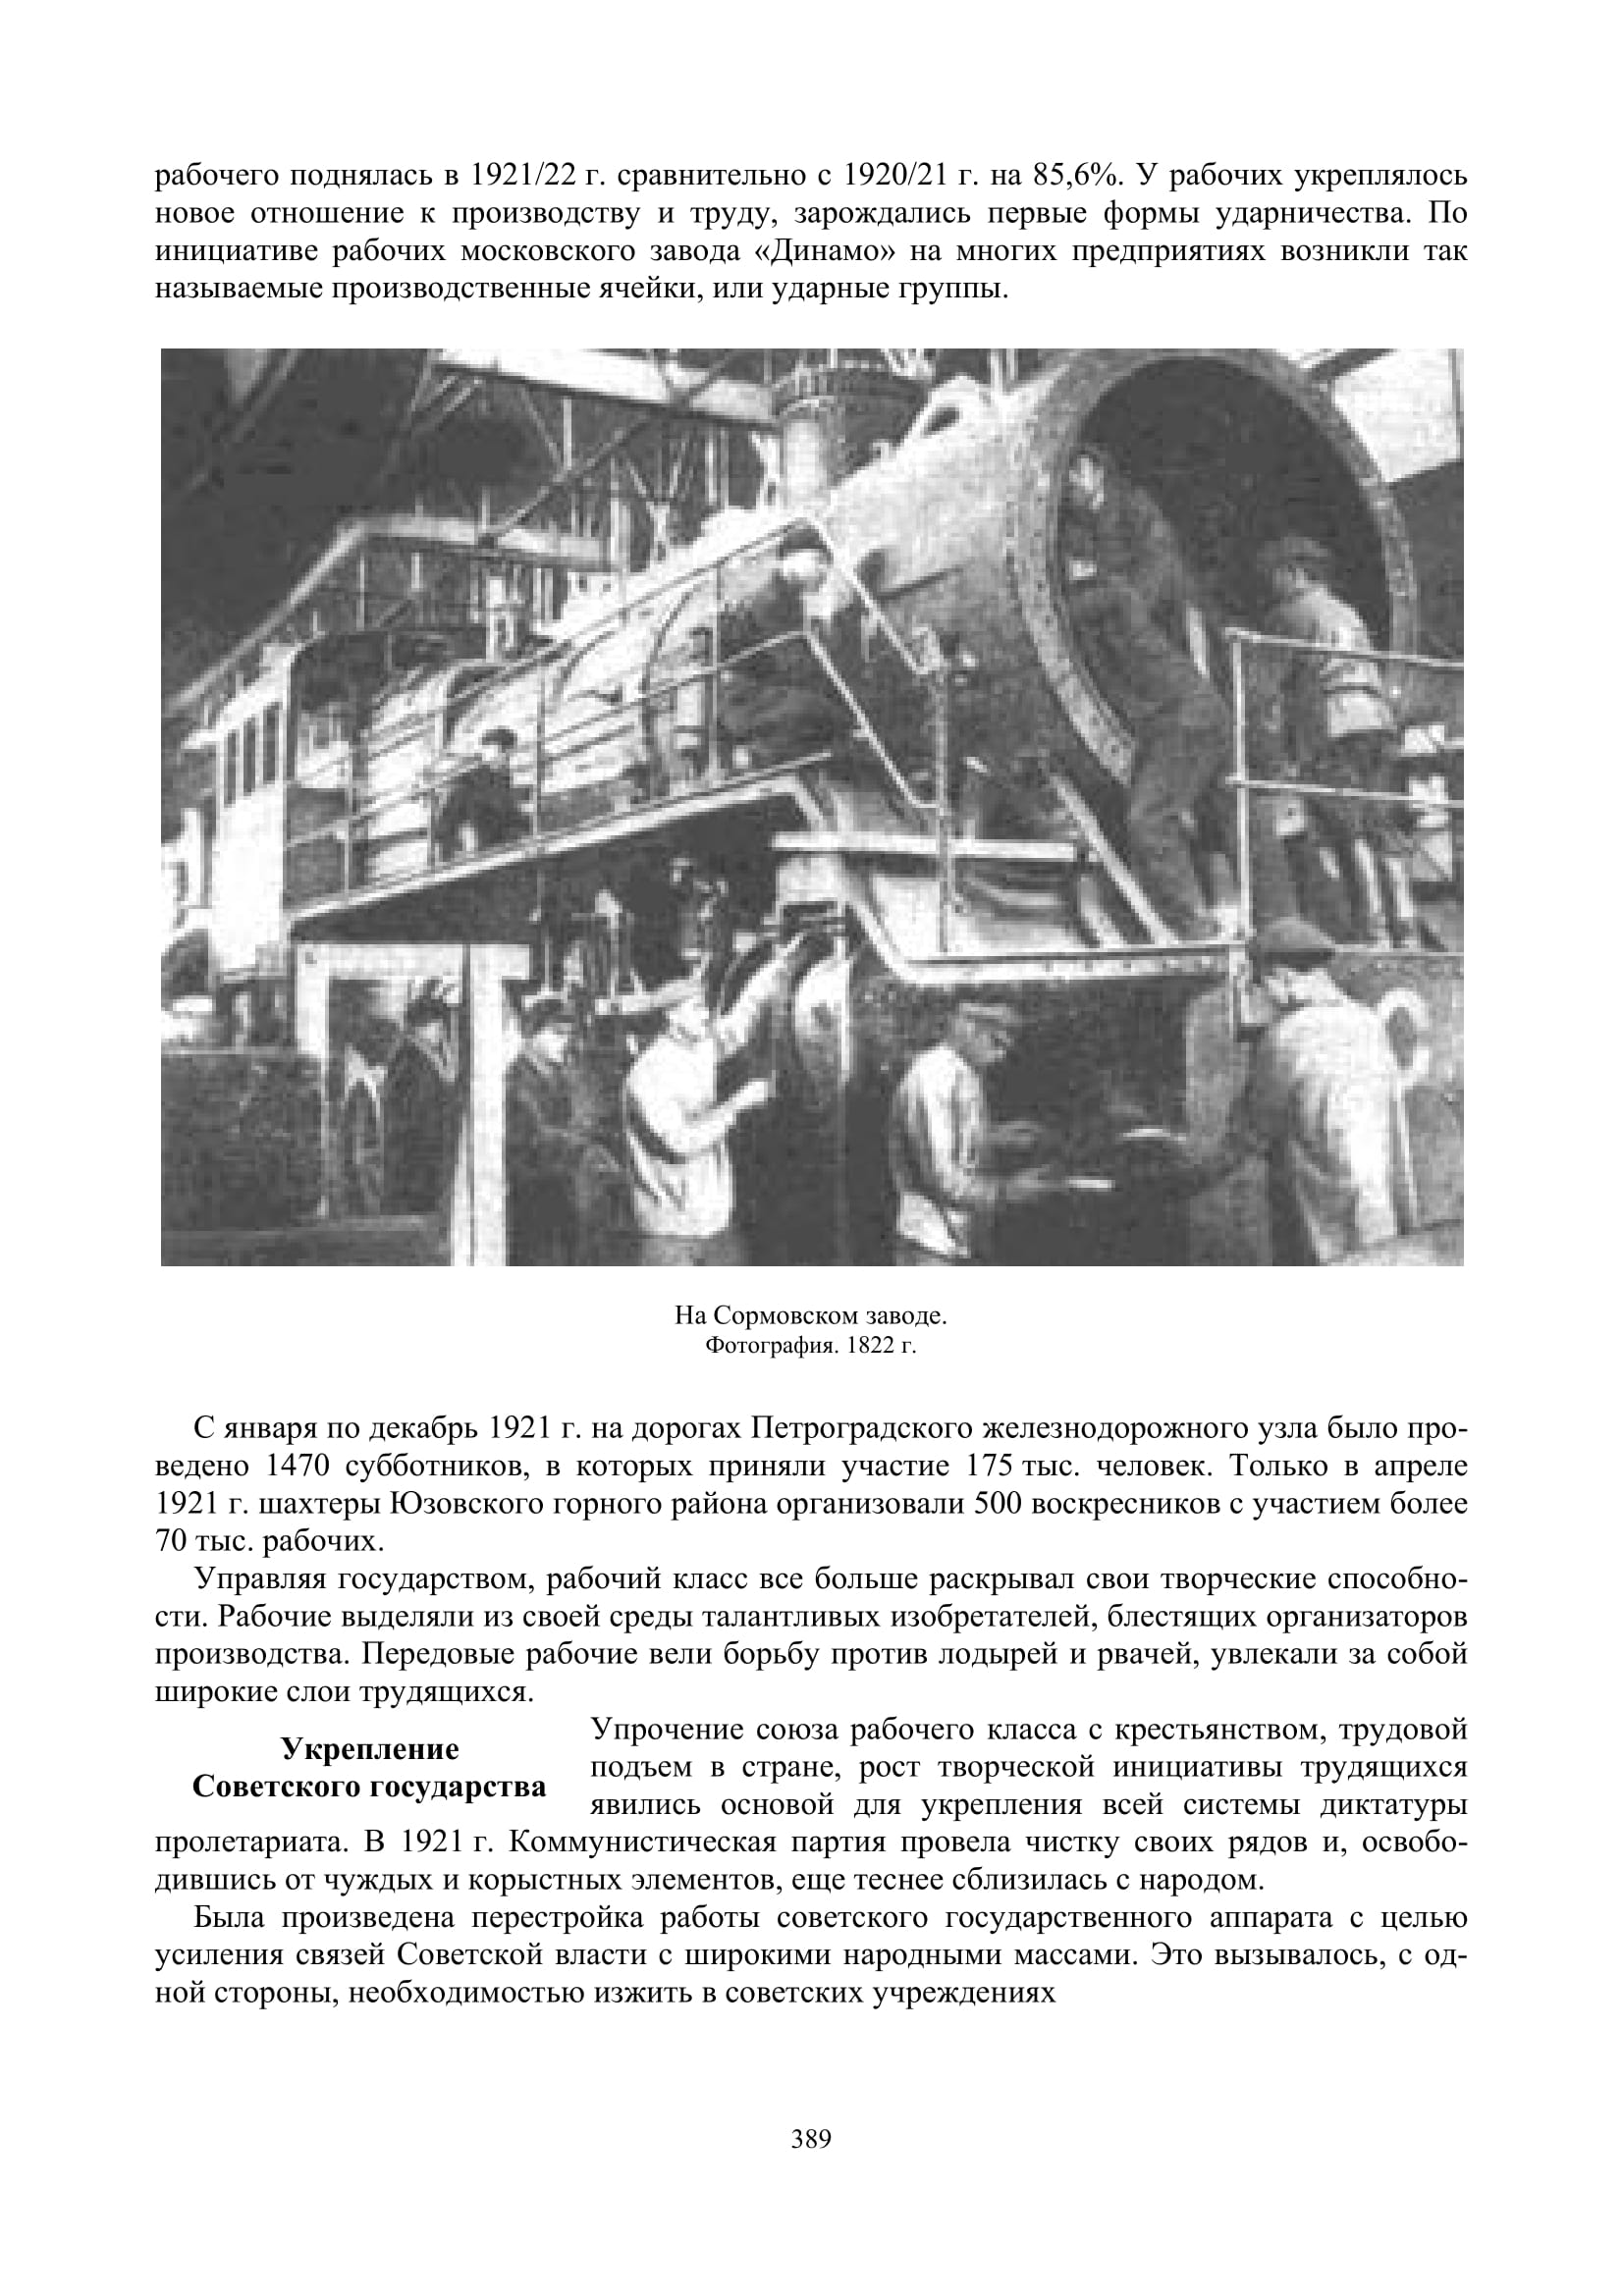 рабочего поднялась в 1921/22 г. сравнительно с 1920/21 г. на 85,6%. У рабочих укреплялось
новое отношение к производству и труду, зарождались первые формы ударничества. По
инициативе рабочих московского завода «Динамо» на многих предприятиях возникли так
называемые производственные ячейки, или ударные группы.
На Сормовском заводе.
Фотография. 1822 г.
С января по декабрь 1921 г. на дорогах Петроградского железнодорожного узла было про-
ведено 1470 субботников, в которых приняли участие 175 тыс. человек. Только в апреле
1921 г. шахтеры Юзовского горного района организовали 500 воскресников с участием более
70 тыс. рабочих.
Управляя государством, рабочий класс все больше раскрывал свои творческие способно-
сти. Рабочие выделяли из своей среды талантливых изобретателей, блестящих организаторов
производства. Передовые рабочие вели борьбу против лодырей и рвачей, увлекали за собой
широкие слои трудящихся.
Укрепление
Советского государства
Упрочение союза рабочего класса с крестьянством, трудовой
подъем в стране, рост творческой инициативы трудящихся
явились основой для укрепления всей системы диктатуры
пролетариата. В 1921 г. Коммунистическая партия провела чистку своих рядов и, освобо-
дившись от чуждых и корыстных элементов, еще теснее сблизилась с народом.
Была произведена перестройка работы советского государственного аппарата с целью
усиления связей Советской власти с широкими народными массами. Это вызывалось, с од-
ной стороны, необходимостью изжить в советских учреждениях
389